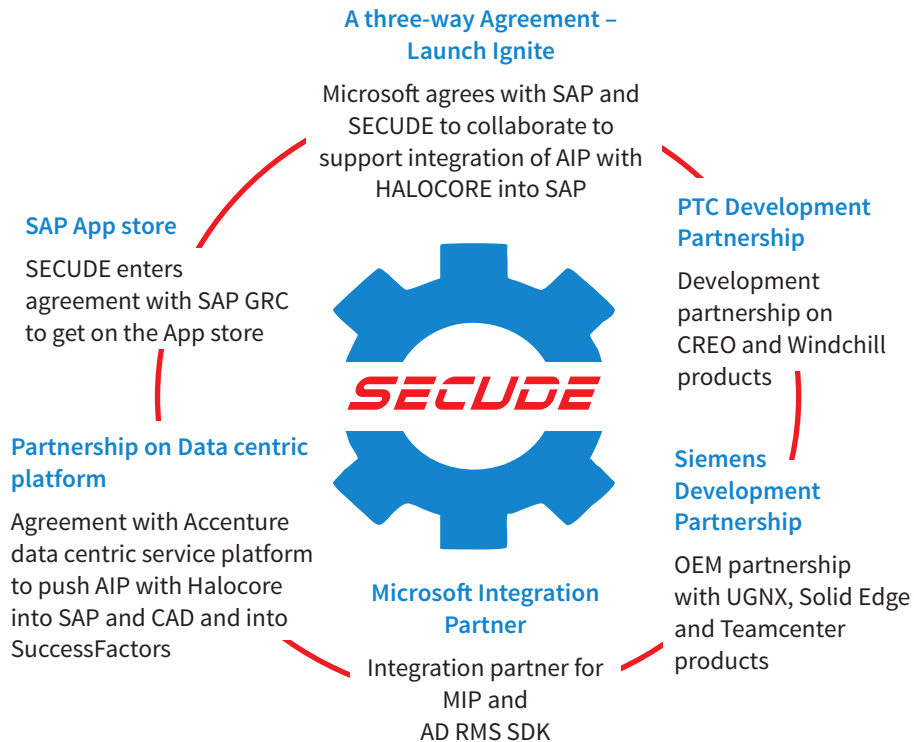 A three-way Agreement –
Launch Ignite
Microsoft agrees with SAP and
SECUDE to collaborate to
support integration of AIP with
HALOCORE into SAP
PTC Development
Partnership
Development
partnership on
CREO and Windchill
products
Siemens
Development
Partnership
OEM partnership
with UGNX, Solid Edge
and Teamcenter
products
Microsoft Integration
Partner
Integration partner for
MIP and
AD RMS SDK
Partnership on Data centric
platform
Agreement with Accenture
data centric service platform
to push AIP with Halocore
into SAP and CAD and into
SuccessFactors
SAP App store
SECUDE enters
agreement with SAP GRC
to get on the App store
SECUDE